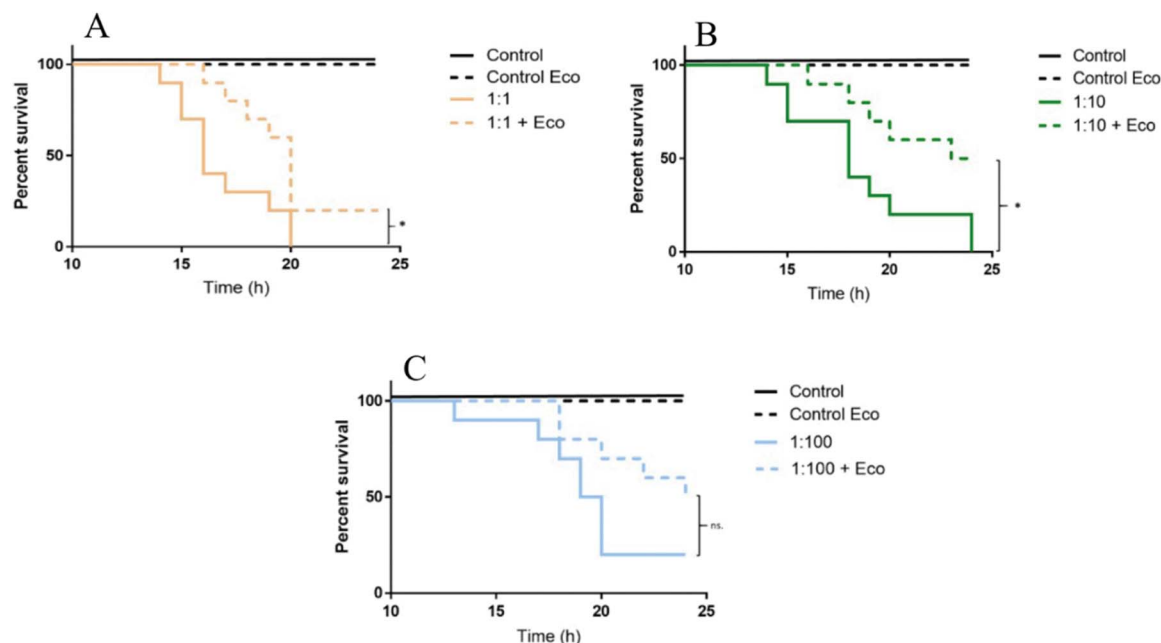 A
Percent survival
100
50
0
10
15
20
25
Time (h)
*
Control
Control Eco
1:1
1:1 + Eco
B
Percent survival
100
50
0
10
15
20
25
Time (h)
*
Control
Control Eco
1:10
1:10 + Eco
C
Percent survival
100
50
0
10
15
20
25
Time (h)
ns.
Control
Control Eco
1:100
1:100 + Eco